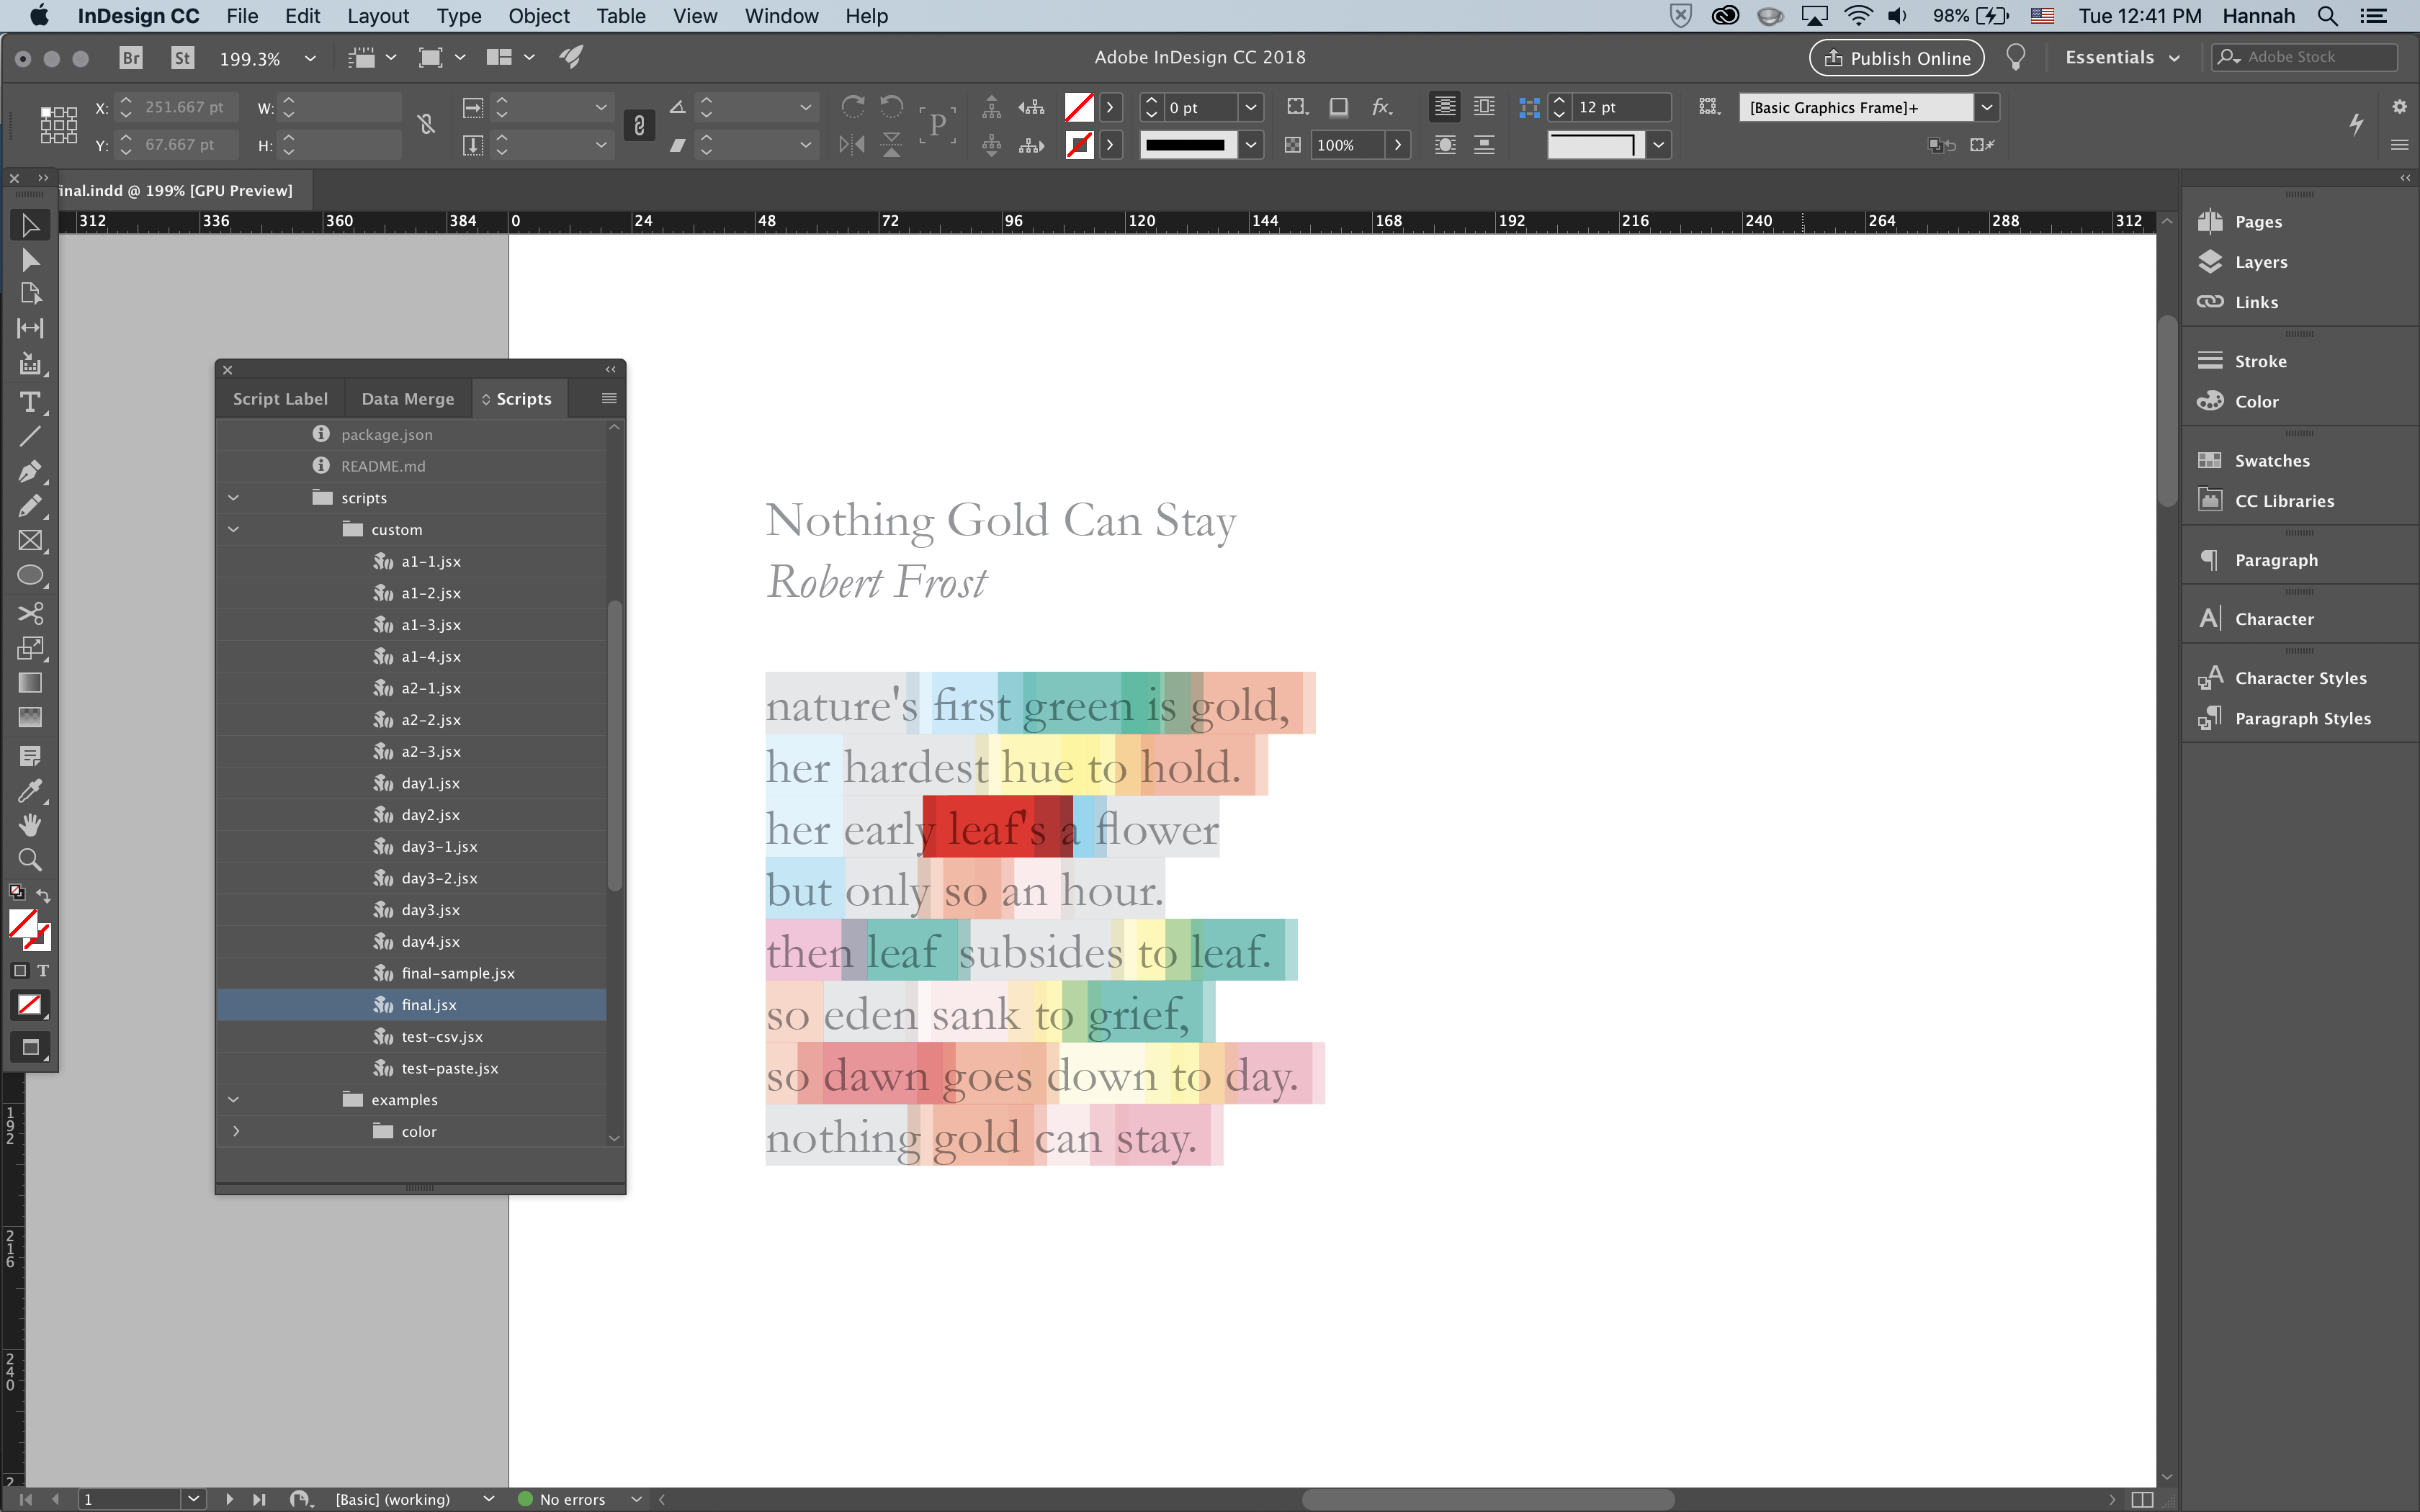 InDesign CC File Edit Layout Type Object Table View Window Help 98% Tue 12:41 PM Hannah
Br St 199.3% Adobe InDesign CC 2018 Publish Online Essentials Adobe Stock
X: 251.667 pt W: 0 pt 12 pt [Basic Graphics Frame]+
Y: 67.667 pt H: P 100%
final.indd @ 199% [GPU Preview]
312 336 360 384 0 24 48 72 96 120 144 168 192 216 240 264 288 312
Script Label Data Merge Scripts
package.json
README.md
scripts
custom
a1-1.jsx
a1-2.jsx
a1-3.jsx
a1-4.jsx
a2-1.jsx
a2-2.jsx
a2-3.jsx
day1.jsx
day2.jsx
day3-1.jsx
day3-2.jsx
day3.jsx
day4.jsx
final-sample.jsx
final.jsx
test-csv.jsx
test-paste.jsx
examples
color
Nothing Gold Can Stay
Robert Frost
nature's first green is gold,
her hardest hue to hold.
her early leaf's a flower
but only so an hour.
then leaf subsides to leaf.
so eden sank to grief,
so dawn goes down to day.
nothing gold can stay.
Pages
Layers
Links
Stroke
Color
Swatches
CC Libraries
Paragraph
Character
Character Styles
Paragraph Styles
192
216
240
1 [Basic] (working) No errors